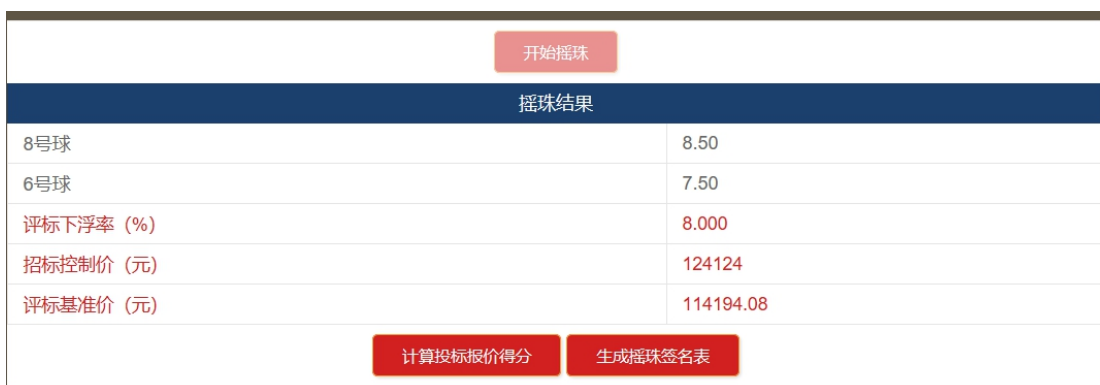 开始摇珠
摇珠结果
8号球 8.50
6号球 7.50
评标下浮率（%） 8.000
招标控制价（元） 124124
评标基准价（元） 114194.08
计算投标报价得分 生成摇珠签名表